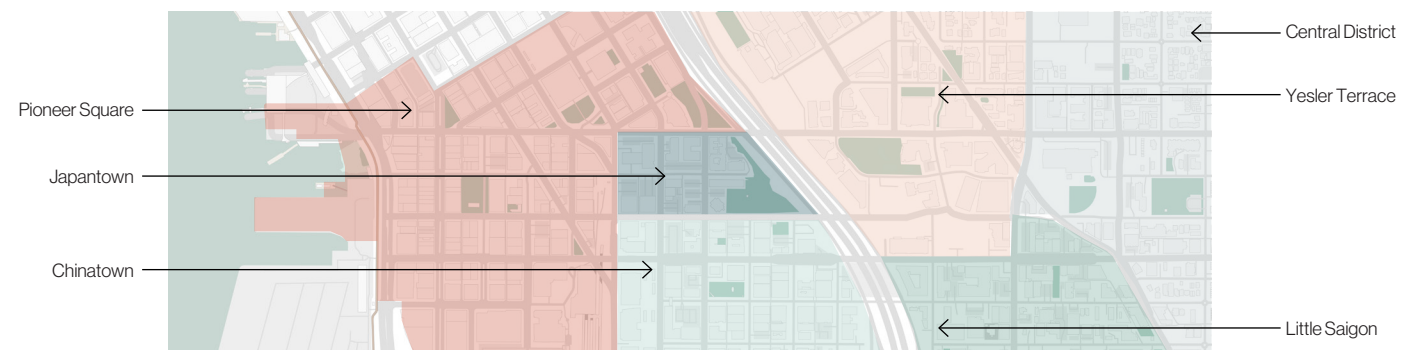 Central District
Yesler Terrace
Pioneer Square
Japantown
Chinatown
Little Saigon